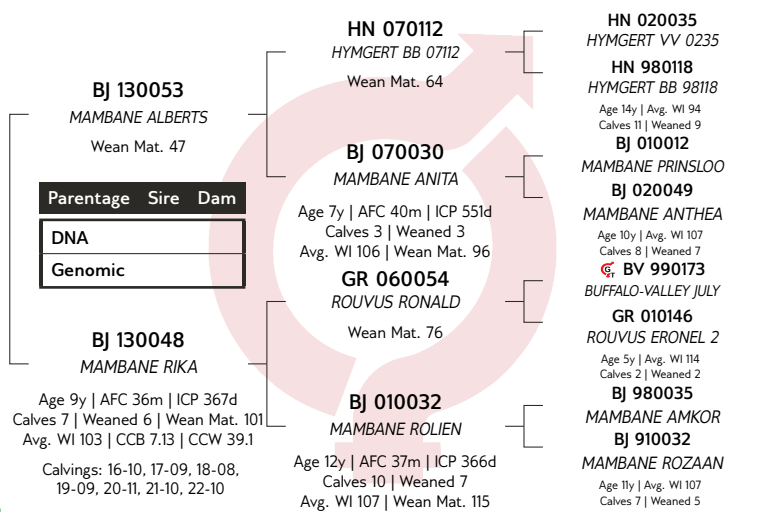 BJ 130053
MAMBANE ALBERTS
Wean Mat. 47
Parentage Sire Dam
DNA
Genomic
BJ 130048
MAMBANE RIKA
Age 9y | AFC 36m | ICP 367d
Calves 7 | Weaned 6 | Wean Mat. 101
Avg. WI 103 | CCB 7.13 | CCW 39.1
Calvings: 16-10, 17-09, 18-08,
19-09, 20-11, 21-10, 22-10
HN 070112
HYMGERT BB 07112
Wean Mat. 64
BJ 070030
MAMBANE ANITA
Age 7y | AFC 40m | ICP 551d
Calves 3 | Weaned 3
Avg. WI 106 | Wean Mat. 96
GR 060054
ROUVUS RONALD
Wean Mat. 76
BJ 010032
MAMBANE ROLIEN
Age 12y | AFC 37m | ICP 366d
Calves 10 | Weaned 7
Avg. WI 107 | Wean Mat. 115
HN 020035
HYMGERT VV 0235
HN 980118
HYMGERT BB 98118
Age 14y | Avg. WI 94
Calves 11 | Weaned 9
BJ 010012
MAMBANE PRINSLOO
BJ 020049
MAMBANE ANTHEA
Age 10y | Avg. WI 107
Calves 8 | Weaned 7
GT BV 990173
BUFFALO-VALLEY JULY
GR 010146
ROUVUS ERONEL 2
Age 5y | Avg. WI 114
Calves 2 | Weaned 2
BJ 980035
MAMBANE AMKOR
BJ 910032
MAMBANE ROZAAN
Age 11y | Avg. WI 107
Calves 7 | Weaned 5